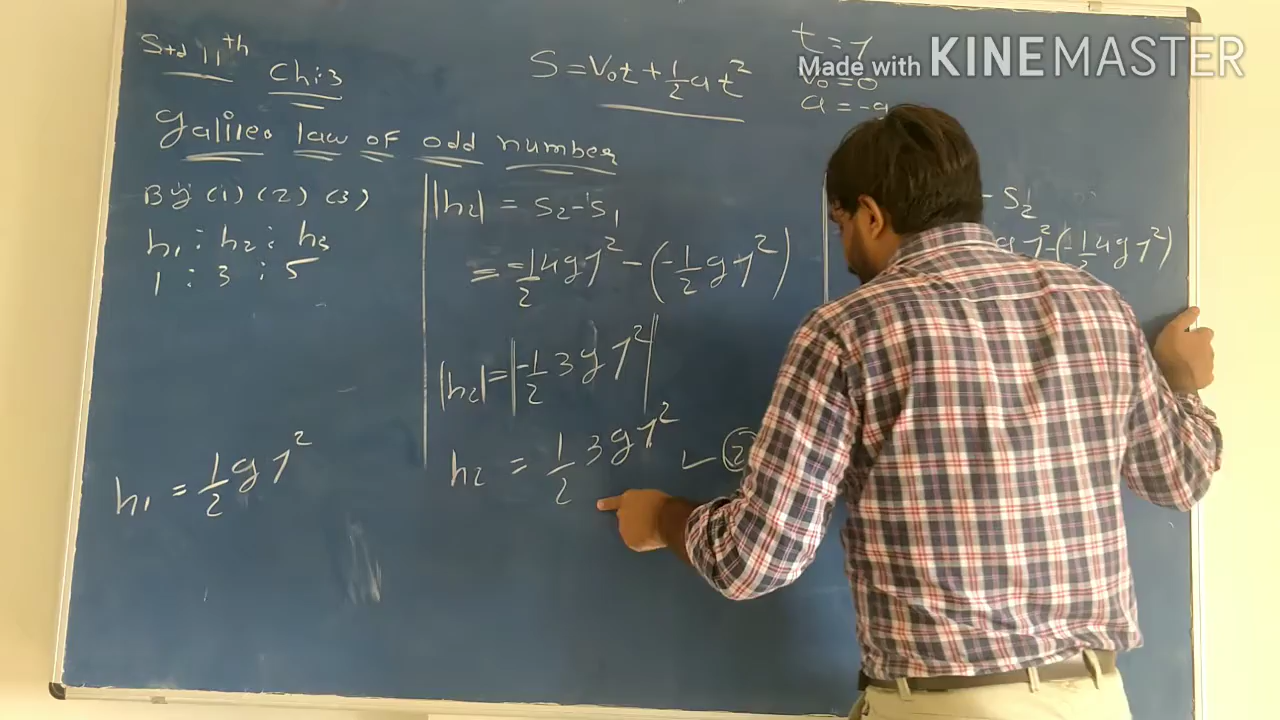 Std 11th
Ch:3
S = V₀t + 1/2 at²
t = T
V₀ = 0
a = -g
Made with KINEMASTER
Galileo law of odd number
By (1) (2) (3)
h₁ : h₂ : h₃
1 : 3 : 5
h₁ = 1/2 gT²
|h₂| = S₂ - S₁
= -1/2 4gT² - (-1/2 gT²)
|h₂| = |-1/2 3gT²|
h₂ = 1/2 3gT² ─ ②
- S₂
T² - (-1/2 4gT²)